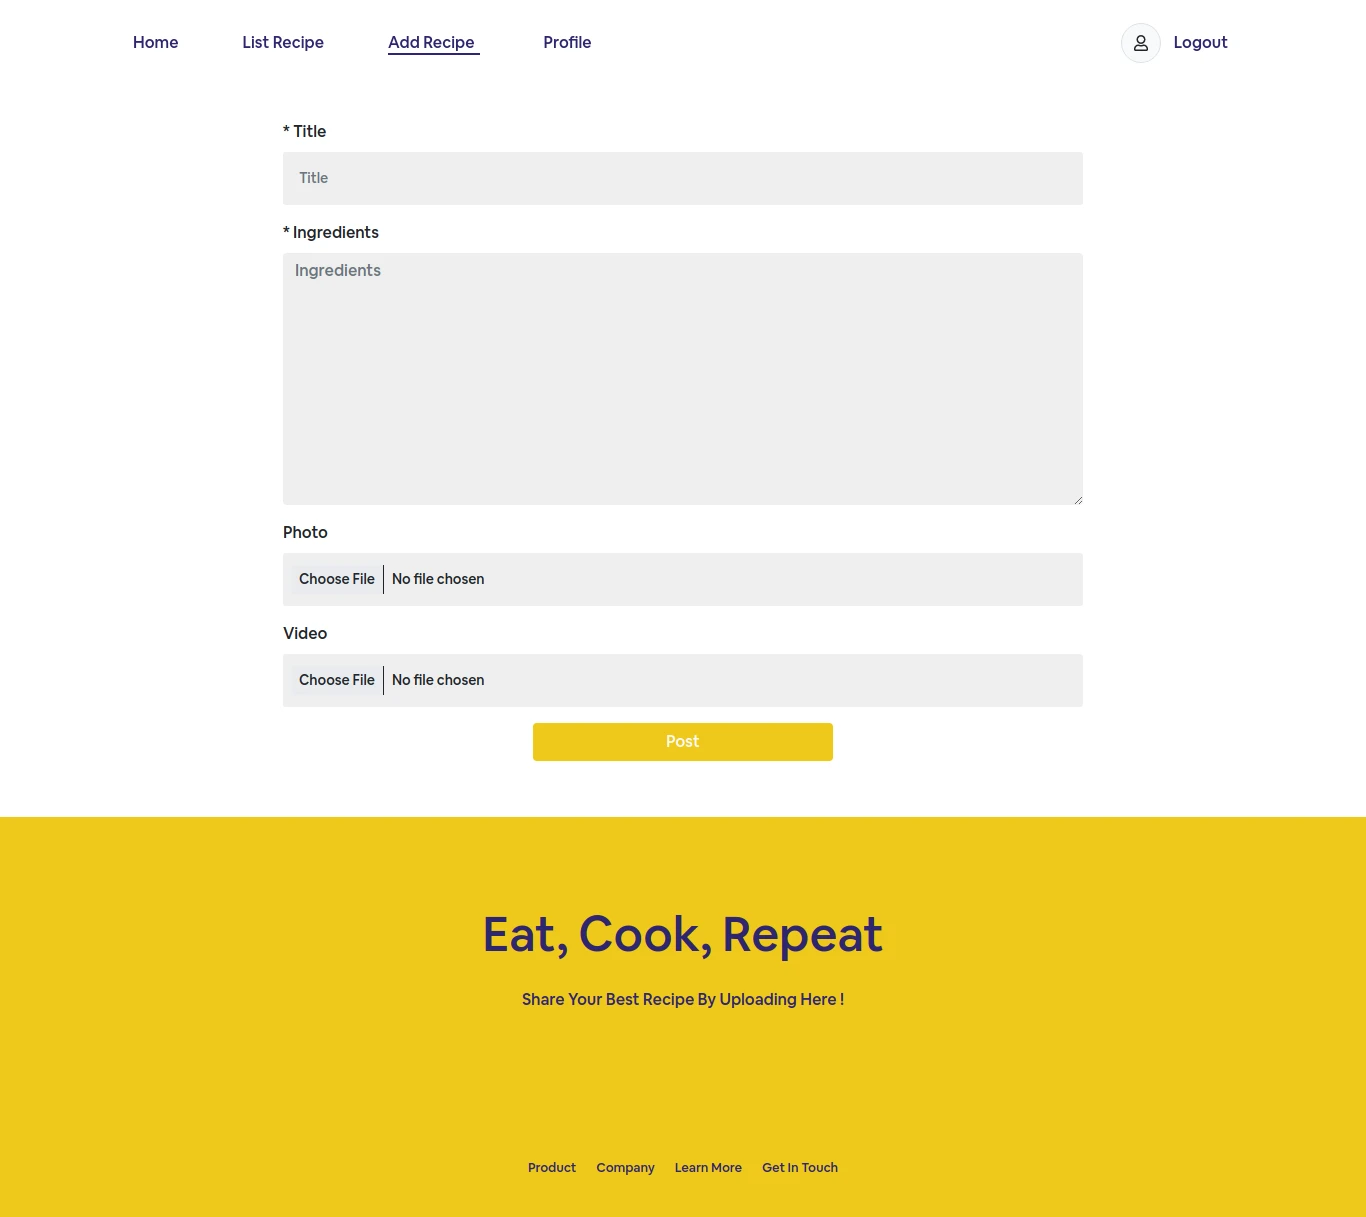 Home List Recipe Add Recipe Profile Logout
* Title
Title
* Ingredients
Ingredients
Photo
Choose File No file chosen
Video
Choose File No file chosen
Post
Eat, Cook, Repeat
Share Your Best Recipe By Uploading Here !
Product Company Learn More Get In Touch